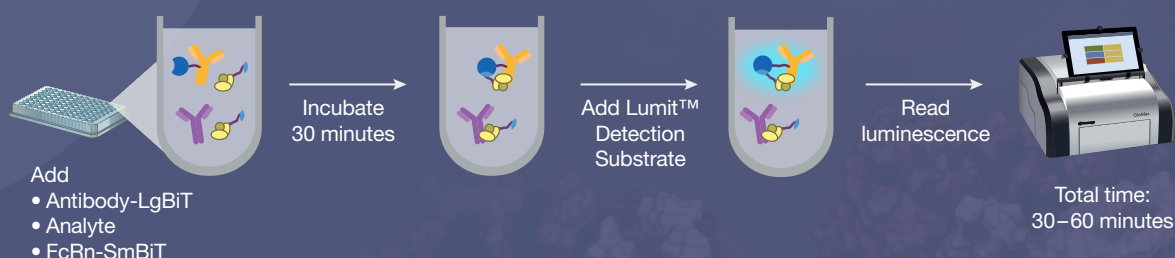 Add
• Antibody-LgBiT
• Analyte
• FcRn-SmBiT
Incubate
30 minutes
Add Lumit™
Detection
Substrate
Read
luminescence
GloMax
Total time:
30–60 minutes